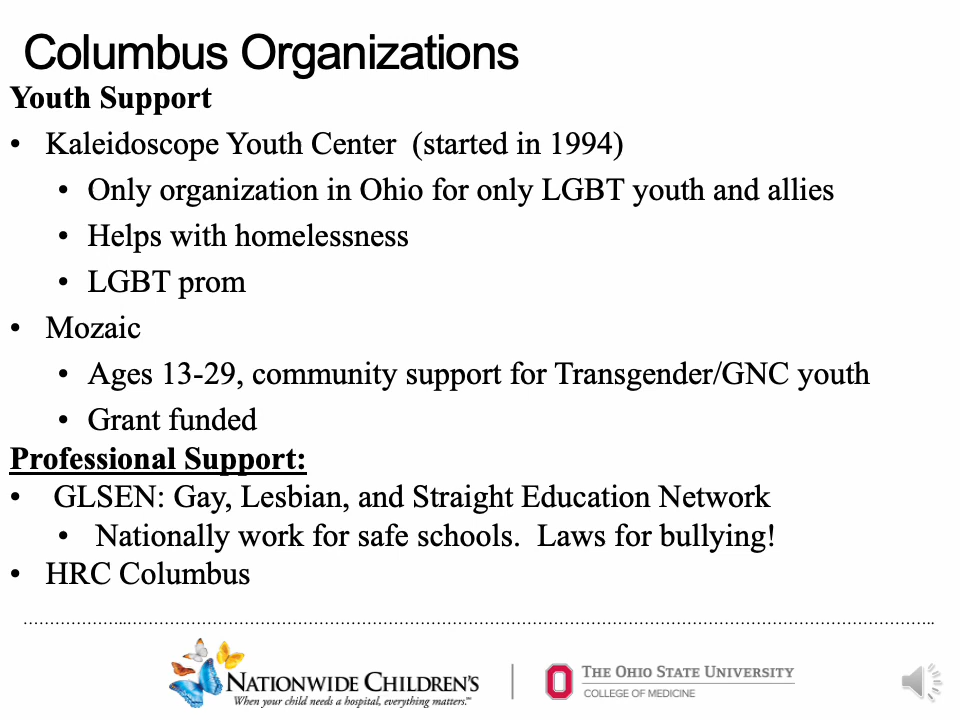 Columbus Organizations
Youth Support
• Kaleidoscope Youth Center  (started in 1994)
• Only organization in Ohio for only LGBT youth and allies
• Helps with homelessness
• LGBT prom
• Mozaic
• Ages 13-29, community support for Transgender/GNC youth
• Grant funded
Professional Support:
• GLSEN: Gay, Lesbian, and Straight Education Network
• Nationally work for safe schools.  Laws for bullying!
• HRC Columbus
NATIONWIDE CHILDREN'S
When your child needs a hospital, everything matters.™
THE OHIO STATE UNIVERSITY
COLLEGE OF MEDICINE